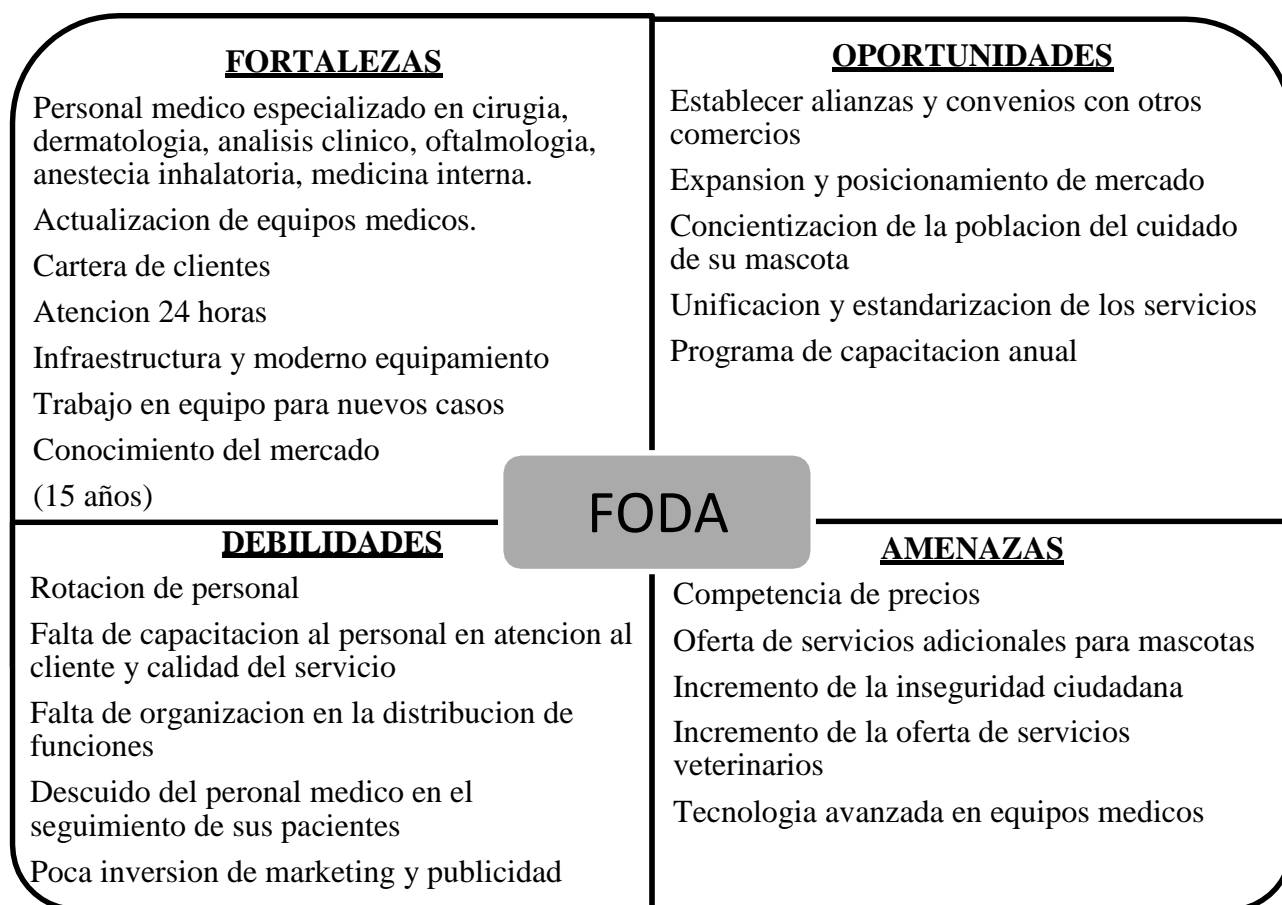 FORTALEZAS
Personal medico especializado en cirugia,
dermatologia, analisis clinico, oftalmologia,
anestecia inhalatoria, medicina interna.
Actualizacion de equipos medicos.
Cartera de clientes
Atencion 24 horas
Infraestructura y moderno equipamiento
Trabajo en equipo para nuevos casos
Conocimiento del mercado
(15 años)
OPORTUNIDADES
Establecer alianzas y convenios con otros
comercios
Expansion y posicionamiento de mercado
Concientizacion de la poblacion del cuidado
de su mascota
Unificacion y estandarizacion de los servicios
Programa de capacitacion anual
FODA
DEBILIDADES
Rotacion de personal
Falta de capacitacion al personal en atencion al
cliente y calidad del servicio
Falta de organizacion en la distribucion de
funciones
Descuido del peronal medico en el
seguimiento de sus pacientes
Poca inversion de marketing y publicidad
AMENAZAS
Competencia de precios
Oferta de servicios adicionales para mascotas
Incremento de la inseguridad ciudadana
Incremento de la oferta de servicios
veterinarios
Tecnologia avanzada en equipos medicos